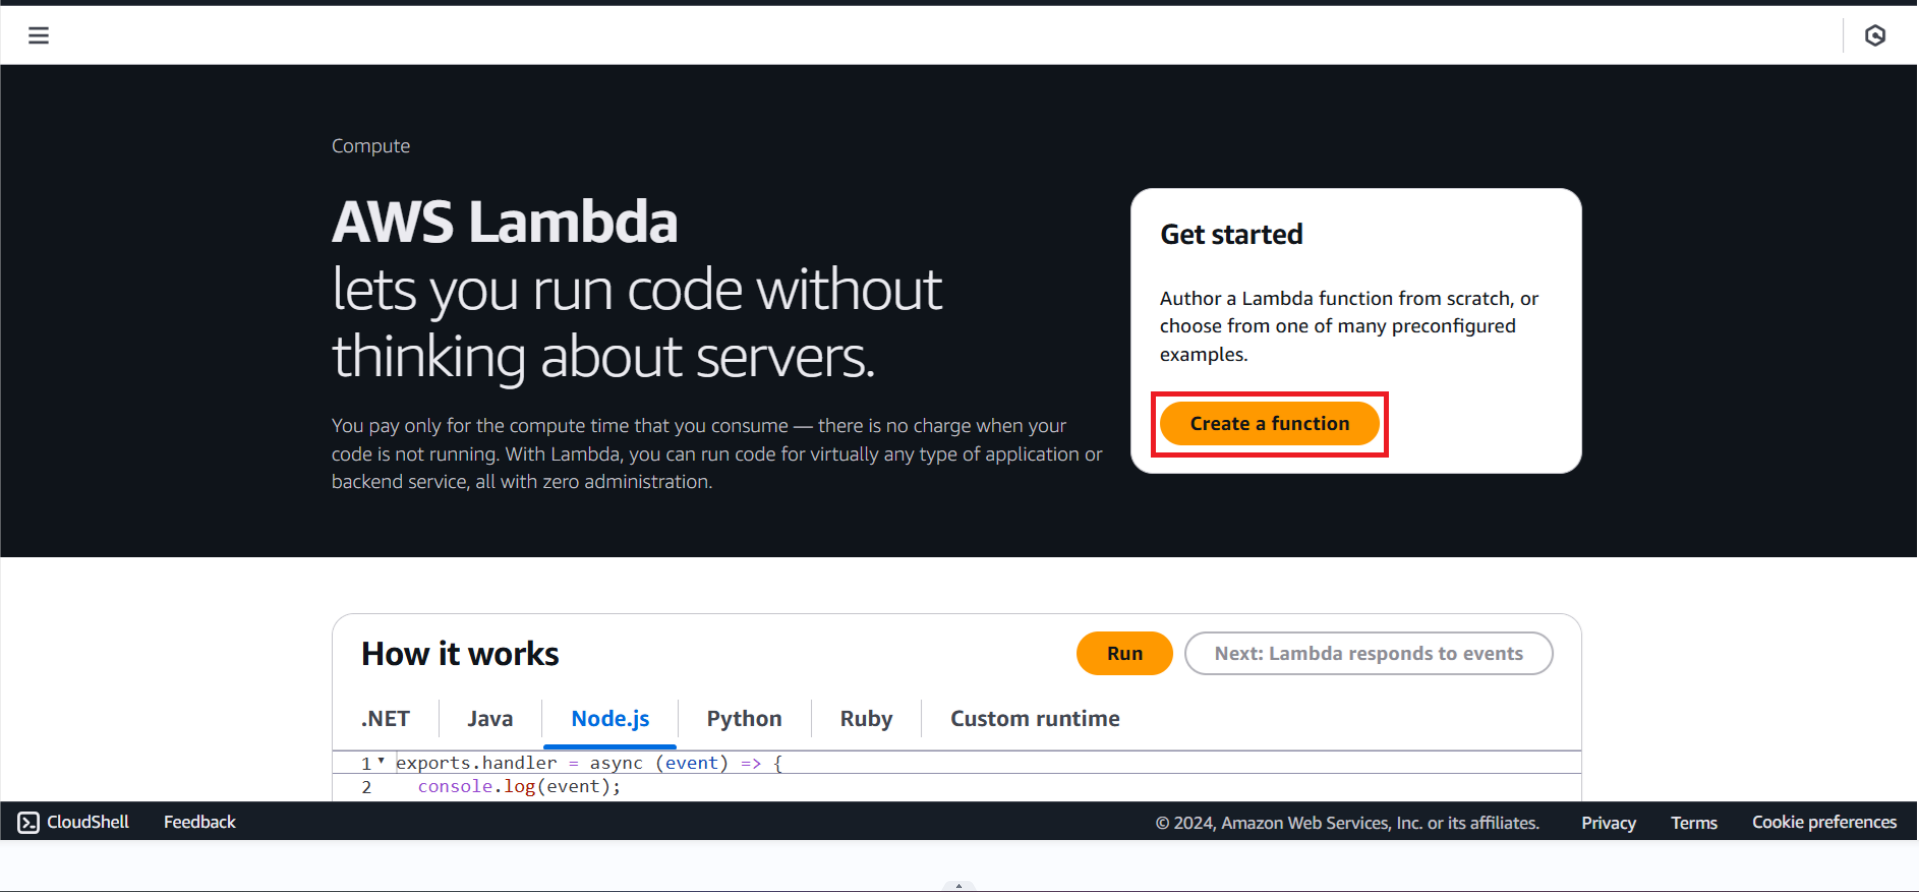 Compute
AWS Lambda
lets you run code without
thinking about servers.
You pay only for the compute time that you consume — there is no charge when your
code is not running. With Lambda, you can run code for virtually any type of application or
backend service, all with zero administration.
Get started
Author a Lambda function from scratch, or
choose from one of many preconfigured
examples.
Create a function
How it works
Run
Next: Lambda responds to events
.NET
Java
Node.js
Python
Ruby
Custom runtime
1 exports.handler = async (event) => {
2 console.log(event);
CloudShell
Feedback
© 2024, Amazon Web Services, Inc. or its affiliates.
Privacy
Terms
Cookie preferences